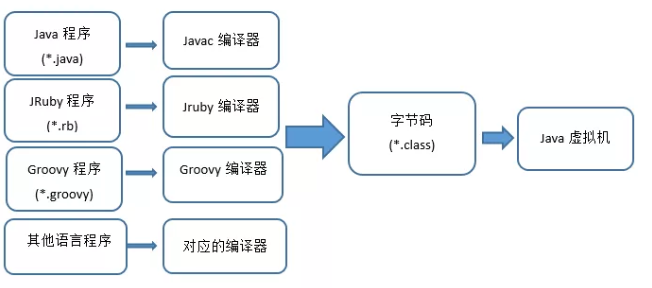 Java 程序
(*.java)
Javac 编译器
JRuby 程序
(*.rb)
Jruby 编译器
Groovy 程序
(*.groovy)
Groovy 编译器
其他语言程序
对应的编译器
字节码
(*.class)
Java 虚拟机